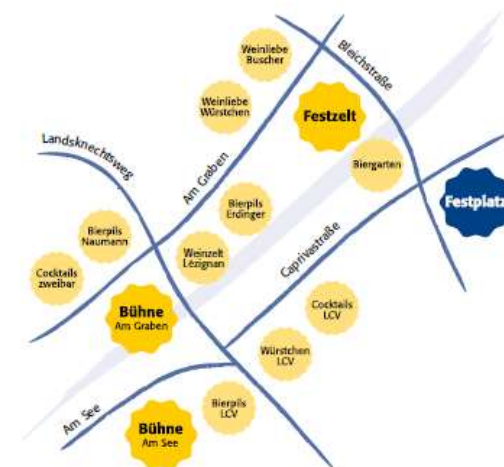 Weinliebe
Buscher
Bleichstraße
Weinliebe
Würstchen
Festzelt
Landsknechtsweg
Am Graben
Biergarten
Festplatz
Bierpils
Erdinger
Bierpils
Naumann
Weinzelt
Lézignan
Caprivastraße
Cocktails
zweibar
Bühne
Am Graben
Cocktails
LCV
Würstchen
LCV
Am See
Bierpils
LCV
Bühne
Am See